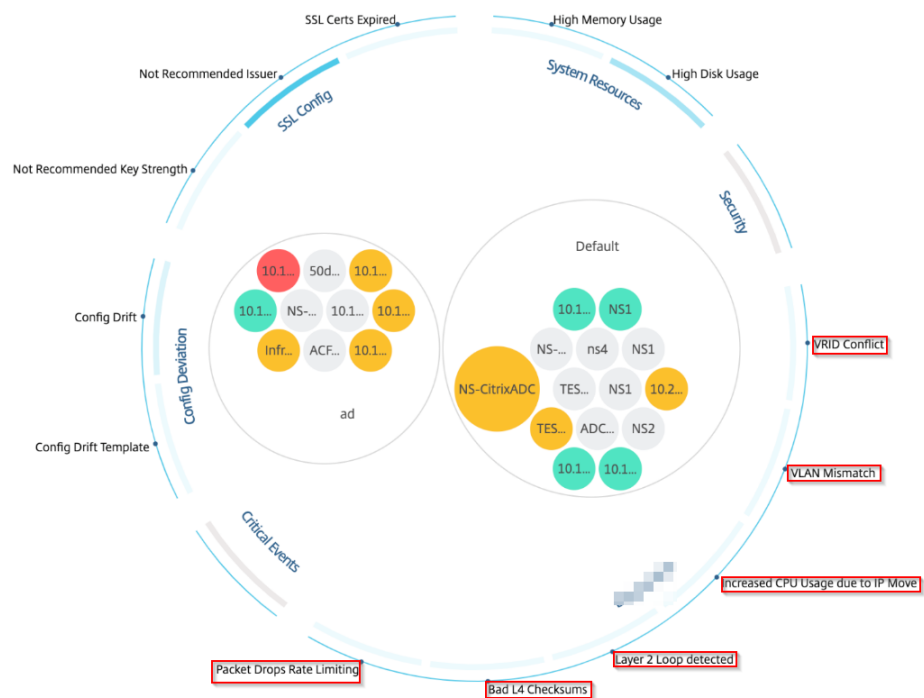 SSL Certs Expired
High Memory Usage
Not Recommended Issuer
High Disk Usage
System Resources
SSL Config
Not Recommended Key Strength
Security
Default
10.1...
50d...
10.1...
10.1...
NS-...
10.1...
10.1...
Infr...
ACF...
10.1...
ad
10.1...
NS1
NS-...
ns4
NS1
NS-CitrixADC
TES...
NS1
10.2...
TES...
ADC...
NS2
10.1...
10.1...
Config Drift
Config Deviation
Config Drift Template
VRID Conflict
VLAN Mismatch
Critical Events
Increased CPU Usage due to IP Move
Layer 2 Loop detected
Packet Drops Rate Limiting
Bad L4 Checksums